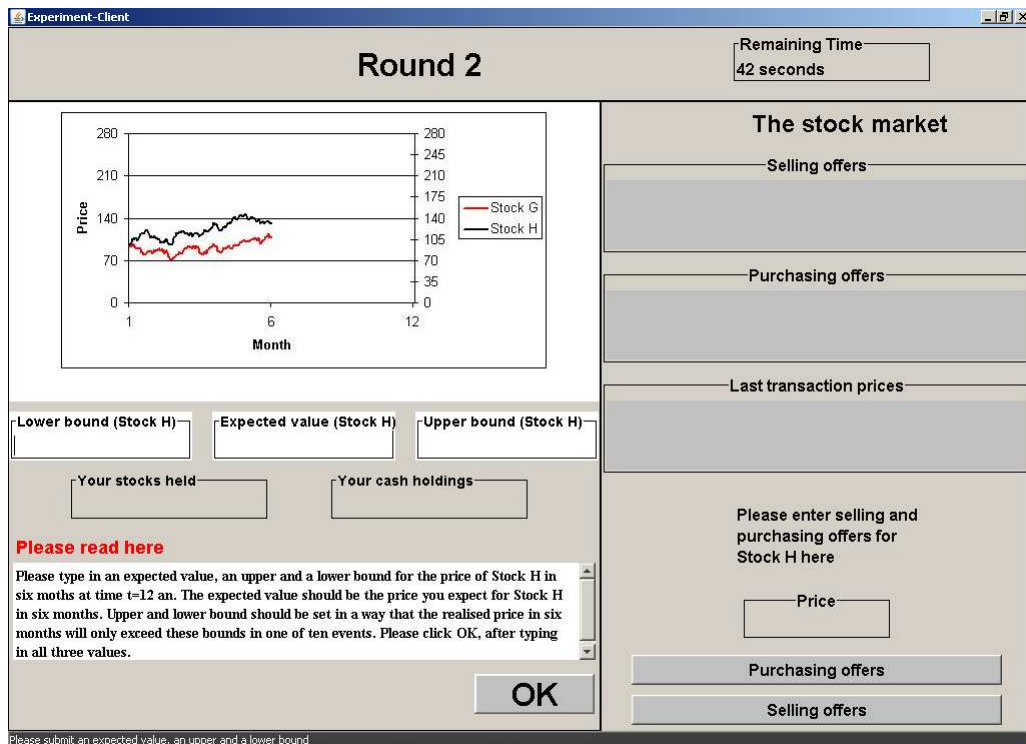 Experiment-Client
Round 2
Remaining Time
42 seconds
280
210
140
70
0
Price
280
245
210
175
140
105
70
35
0
1
6
12
Month
Stock G
Stock H
Lower bound (Stock H)
Expected value (Stock H)
Upper bound (Stock H)
Your stocks held
Your cash holdings
Please read here
Please type in an expected value, an upper and a lower bound for the price of Stock H in
six moths at time t=12 an. The expected value should be the price you expect for Stock H
in six months. Upper and lower bound should be set in a way that the realised price in six
months will only exceed these bounds in one of ten events. Please click OK, after typing
in all three values.
OK
The stock market
Selling offers
Purchasing offers
Last transaction prices
Please enter selling and
purchasing offers for
Stock H here
Price
Purchasing offers
Selling offers
Please submit an expected value, an upper and a lower bound